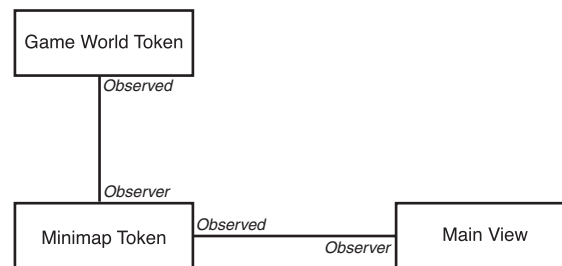 Game World Token
Observed
Observer
Minimap Token
Observed
Observer
Main View